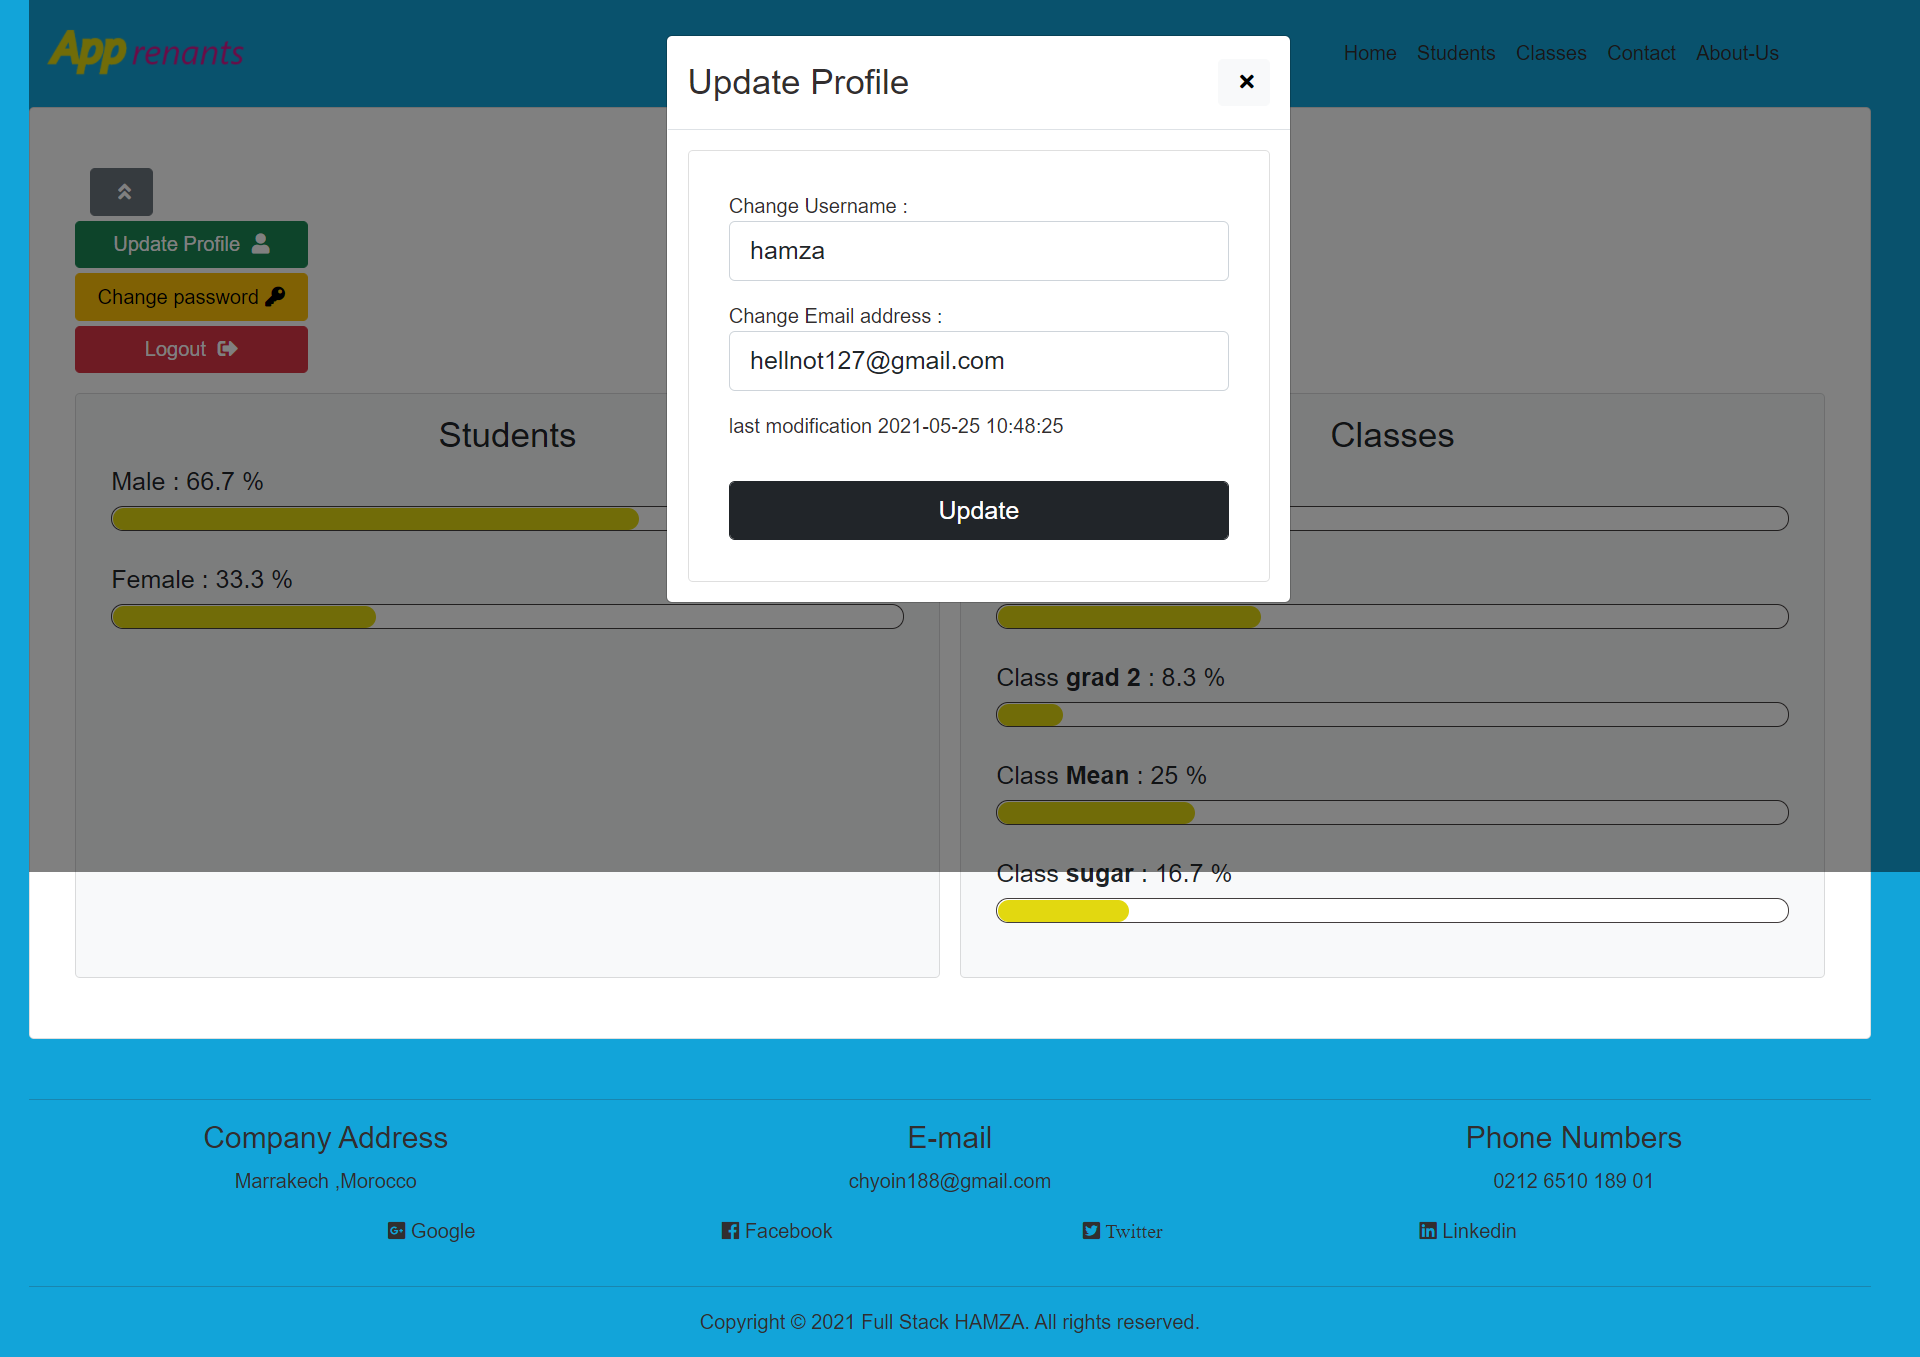 App renants
Home Students Classes Contact About-Us
Update Profile
Change Username :
hamza
Change Email address :
hellnot127@gmail.com
last modification 2021-05-25 10:48:25
Update
Update Profile
Change password
Logout
Students
Male : 66.7 %
Female : 33.3 %
Classes
Class grad 2 : 8.3 %
Class Mean : 25 %
Class sugar : 16.7 %
Company Address
Marrakech ,Morocco
E-mail
chyoin188@gmail.com
Phone Numbers
0212 6510 189 01
Google Facebook Twitter Linkedin
Copyright © 2021 Full Stack HAMZA. All rights reserved.